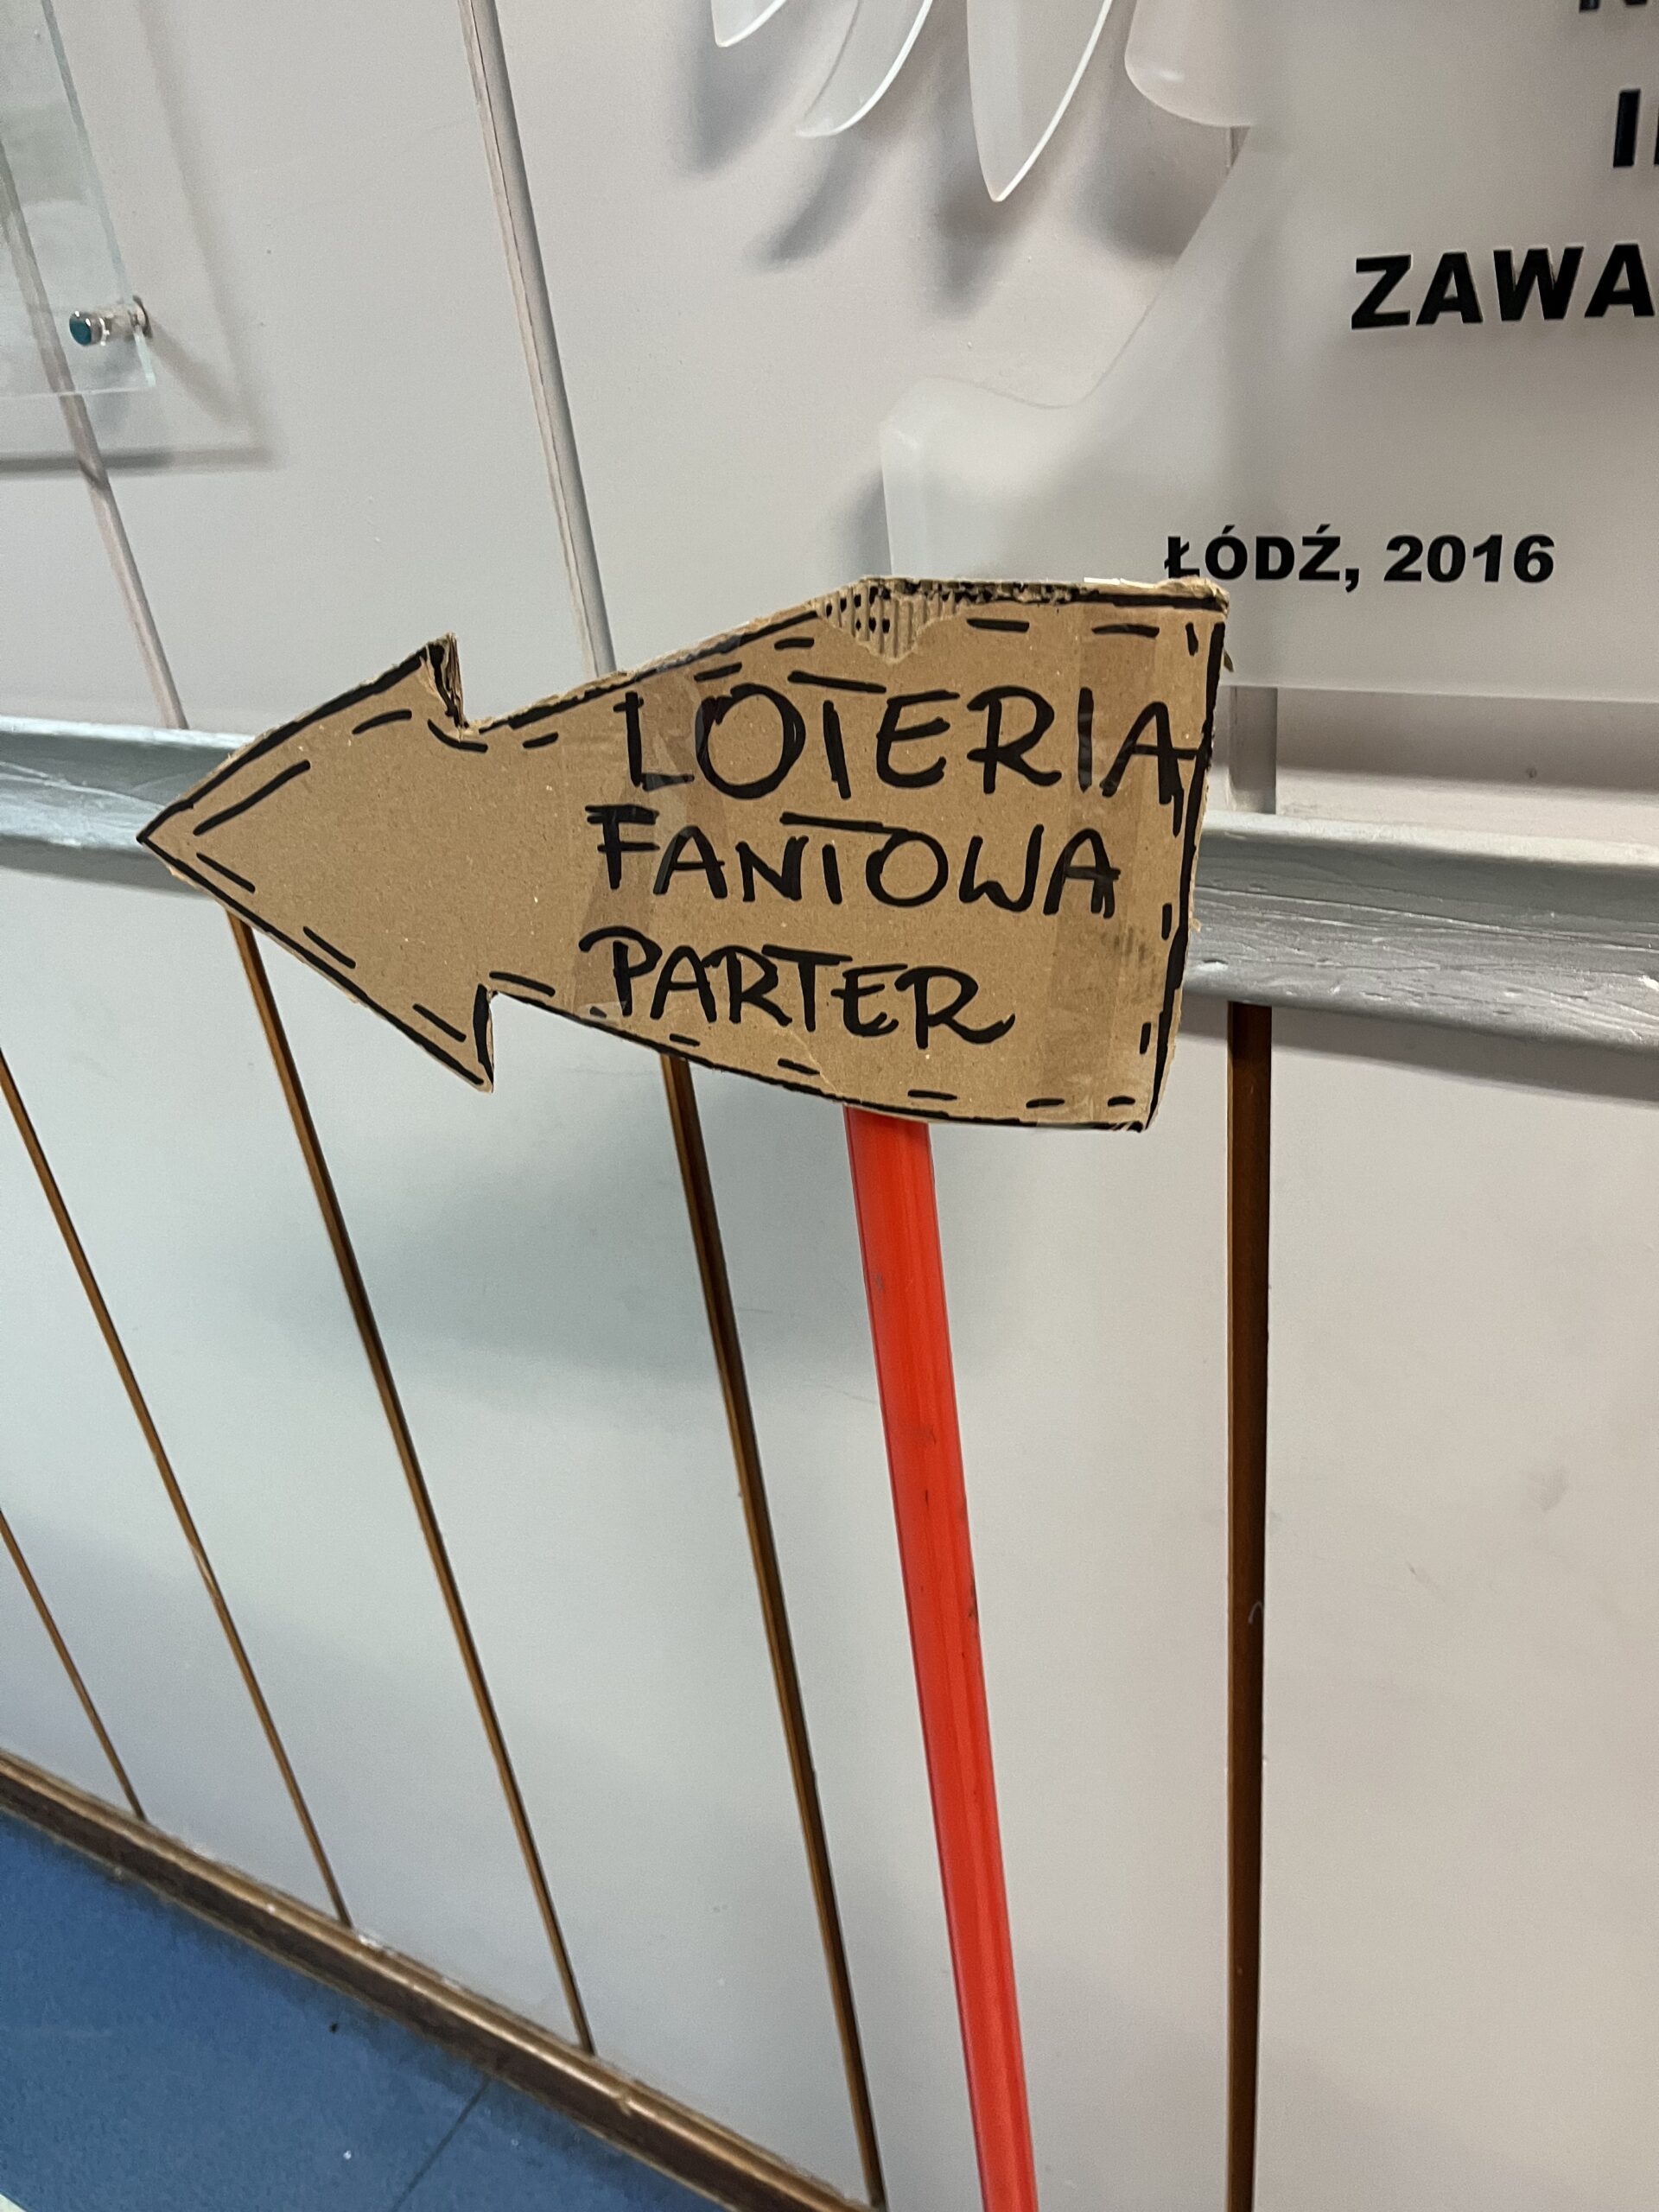 ZAWA
ŁÓDŹ, 2016
LOTERIA
FANTOWA
PARTER